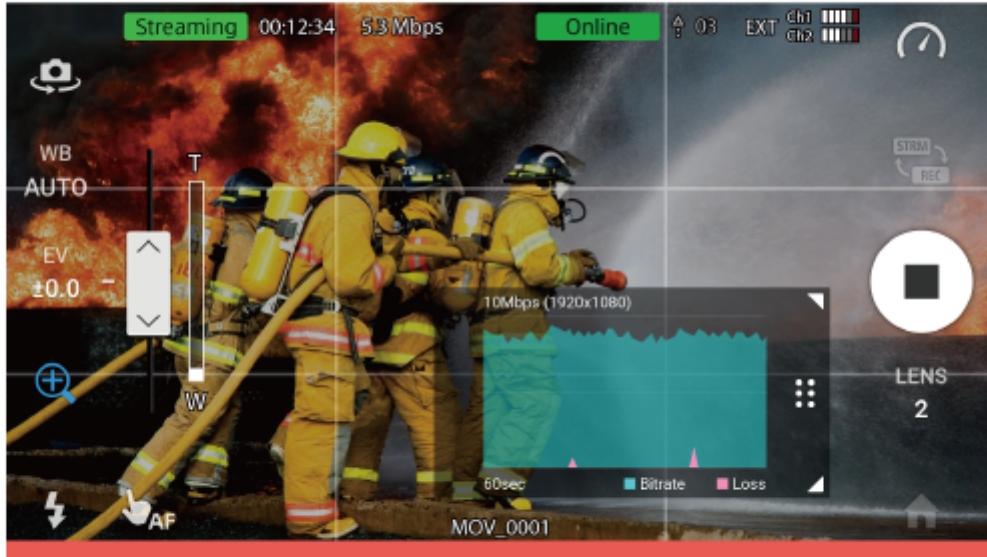 Streaming 00:12:34 5.3 Mbps Online 03 EXT Ch1
Ch2
STRM
REC
WB
AUTO
T
EV
±0.0
10Mbps (1920x1080)
LENS
2
W
60sec Bitrate Loss
AF
MOV_0001